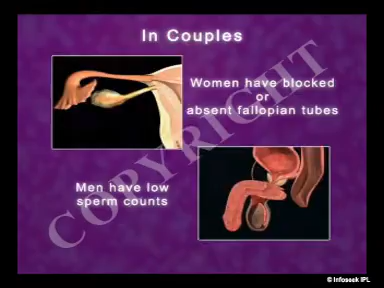 In Couples
Women have blocked
or
absent fallopian tubes
Men have low
sperm counts
COPYRIGHT
© Infoseek IPL